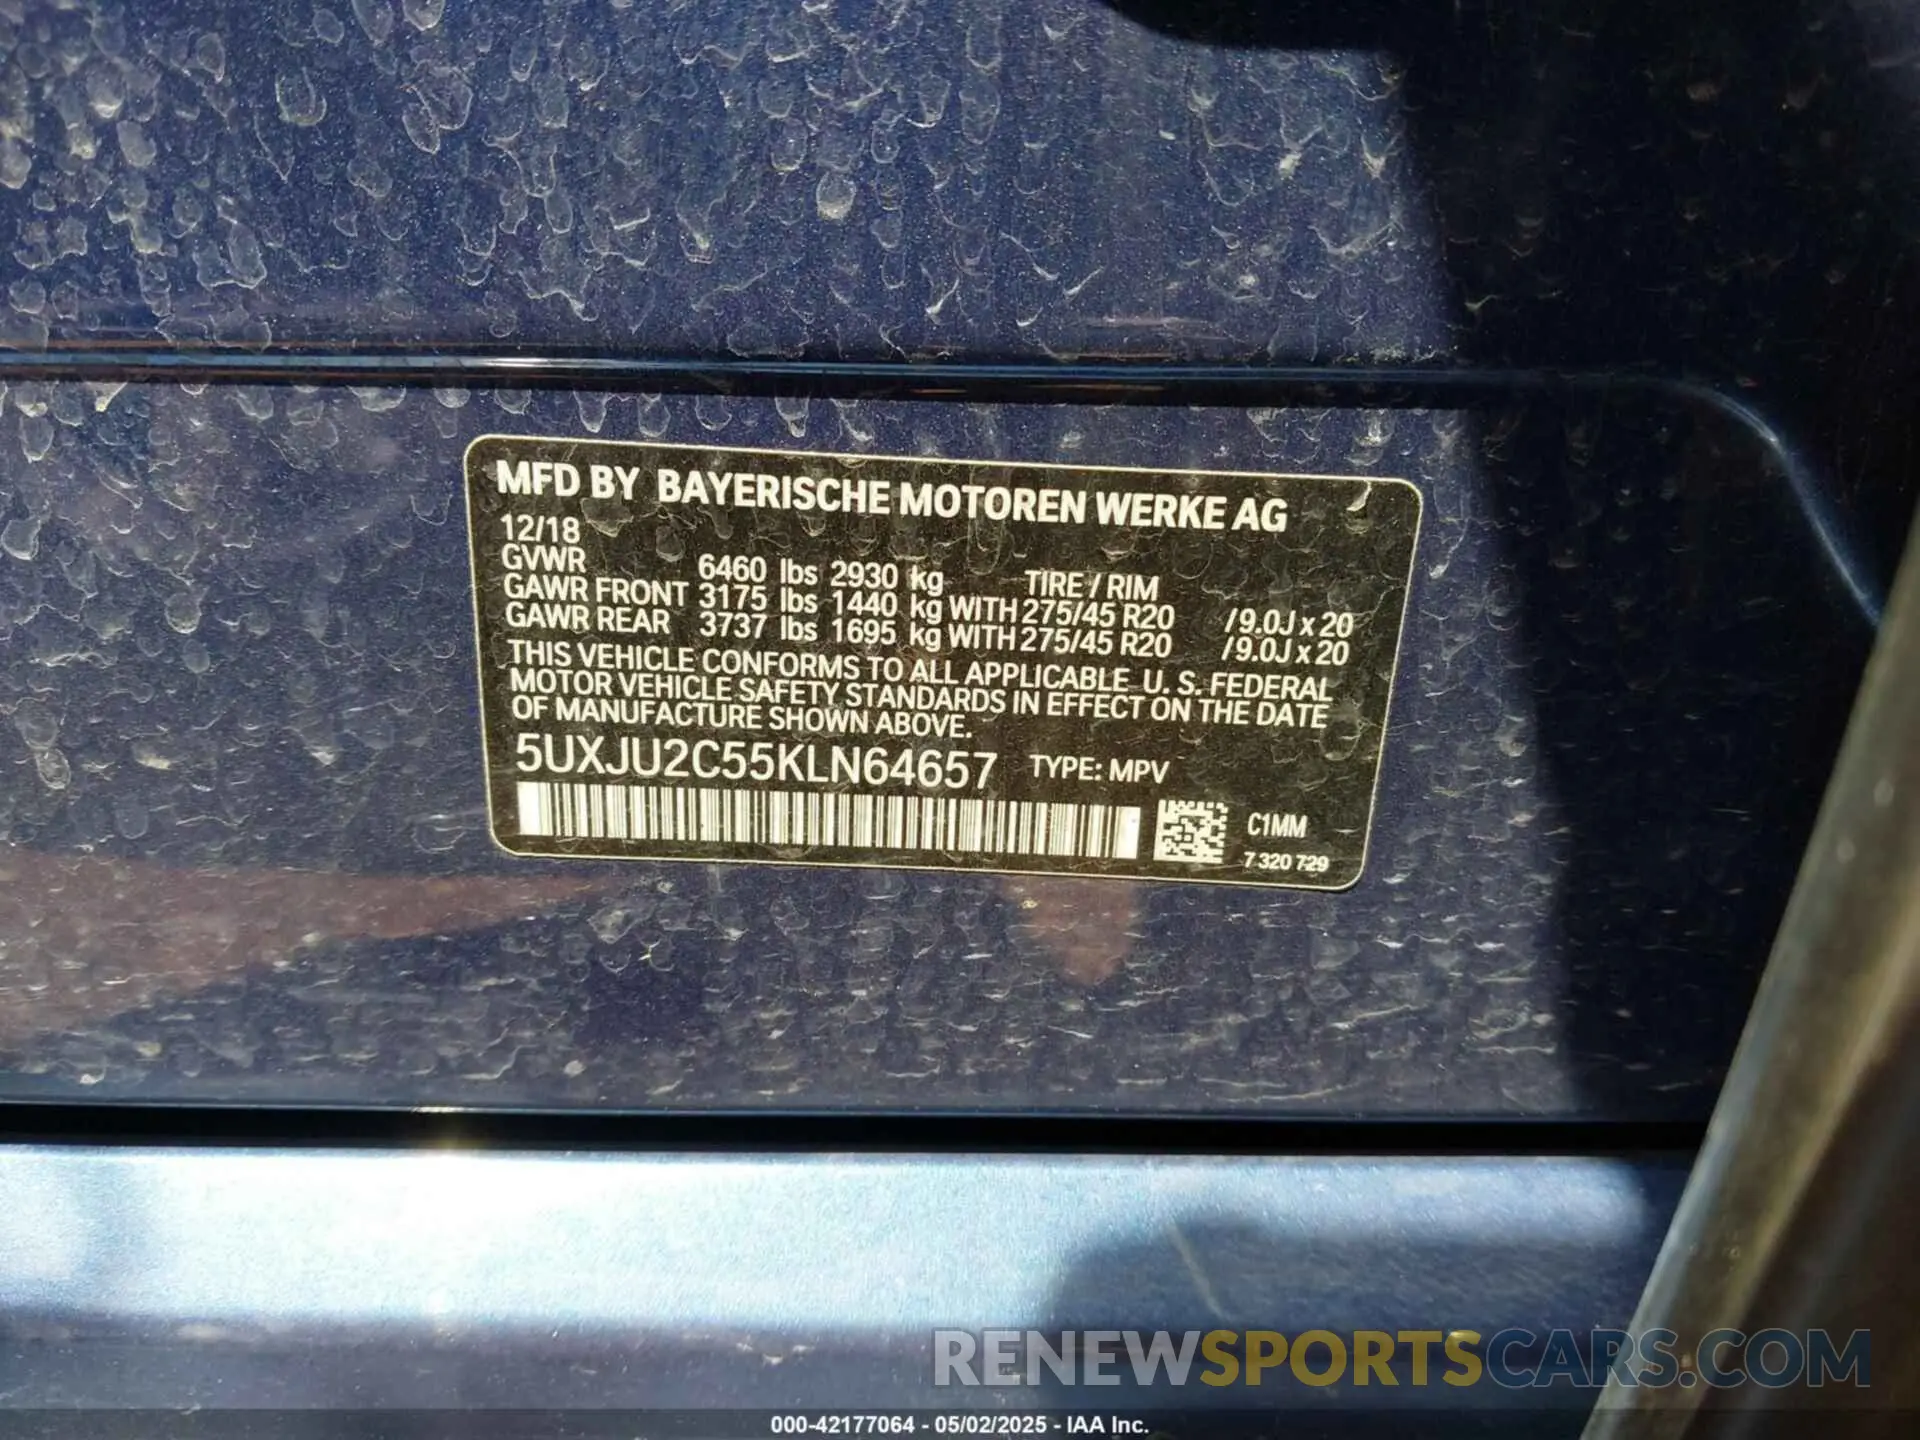 MFD BY BAYERISCHE MOTOREN WERKE AG
12/18
GVWR 6460 lbs 2930 kg TIRE / RIM
GAWR FRONT 3175 lbs 1440 kg WITH 275/45 R20 / 9.0J x 20
GAWR REAR 3737 lbs 1695 kg WITH 275/45 R20 / 9.0J x 20
THIS VEHICLE CONFORMS TO ALL APPLICABLE U. S. FEDERAL
MOTOR VEHICLE SAFETY STANDARDS IN EFFECT ON THE DATE
OF MANUFACTURE SHOWN ABOVE.
5UXJU2C55KLN64657 TYPE: MPV
C1MM
7 320 729
RENEWSPORTSCARS.COM
000-42177064 - 05/02/2025 - IAA Inc.